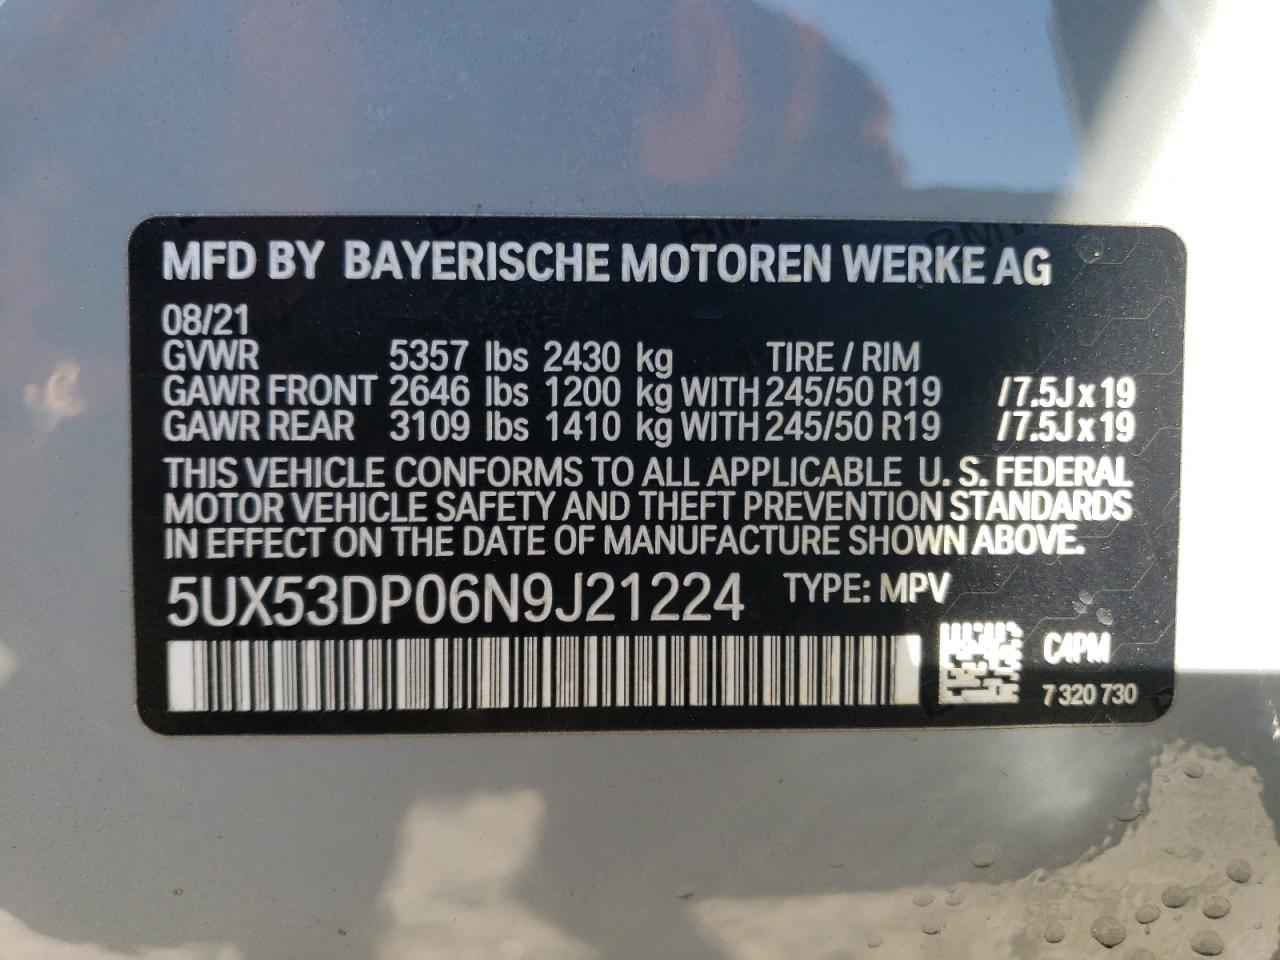 MFD BY BAYERISCHE MOTOREN WERKE AG
08/21
GVWR 5357 lbs 2430 kg TIRE / RIM
GAWR FRONT 2646 lbs 1200 kg WITH 245/50 R19 /7.5J x 19
GAWR REAR 3109 lbs 1410 kg WITH 245/50 R19 /7.5J x 19
THIS VEHICLE CONFORMS TO ALL APPLICABLE U. S. FEDERAL
MOTOR VEHICLE SAFETY AND THEFT PREVENTION STANDARDS
IN EFFECT ON THE DATE OF MANUFACTURE SHOWN ABOVE.
5UX53DP06N9J21224 TYPE: MPV
C4PM
7 320 730